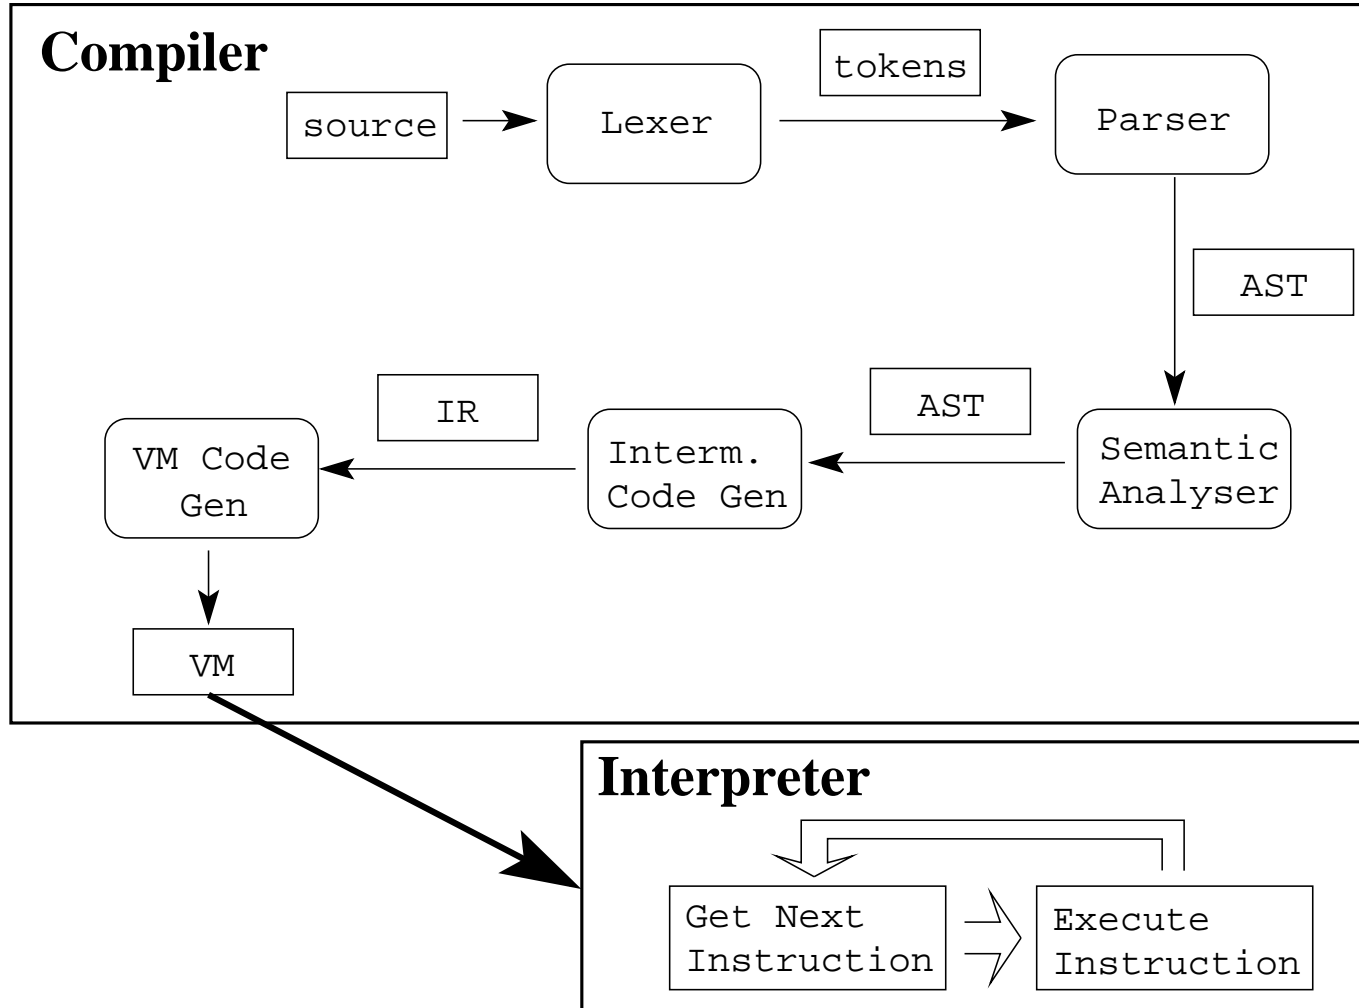 Compiler
source
Lexer
tokens
Parser
AST
Semantic
Analyser
AST
Interm.
Code Gen
IR
VM Code
Gen
VM
Interpreter
Get Next
Instruction
Execute
Instruction